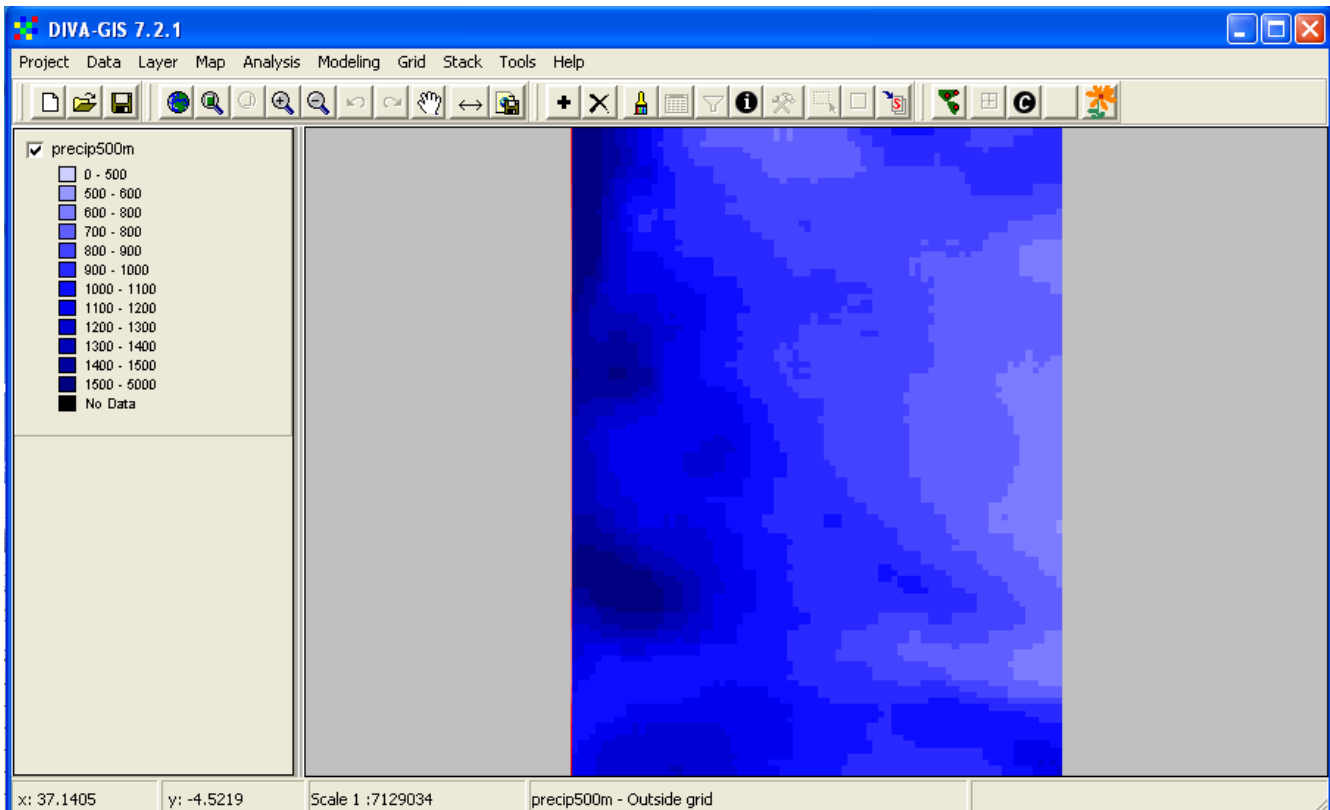 DIVA-GIS 7.2.1
Project Data Layer Map Analysis Modeling Grid Stack Tools Help
precip500m
0 - 500
500 - 600
600 - 800
700 - 800
800 - 900
900 - 1000
1000 - 1100
1100 - 1200
1200 - 1300
1300 - 1400
1400 - 1500
1500 - 5000
No Data
x: 37.1405 y: -4.5219 Scale 1 :7129034 precip500m - Outside grid